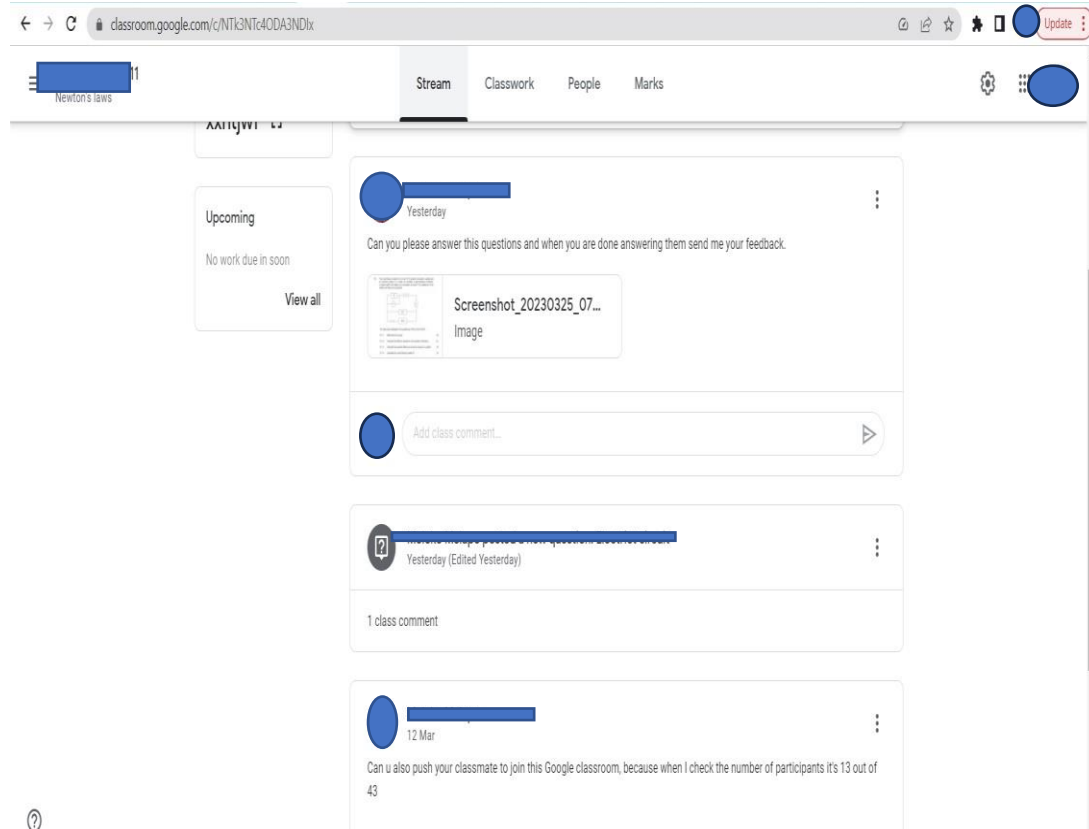 classroom.google.com/c/NTk3NTc4ODA3NDIx
Update
11
Newton's laws
Stream
Classwork
People
Marks
Upcoming
No work due in soon
View all
Yesterday
Can you please answer this questions and when you are done answering them send me your feedback.
Screenshot_20230325_07...
Image
Add class comment...
Yesterday (Edited Yesterday)
1 class comment
12 Mar
Can u also push your classmate to join this Google classroom, because when I check the number of participants it's 13 out of
43